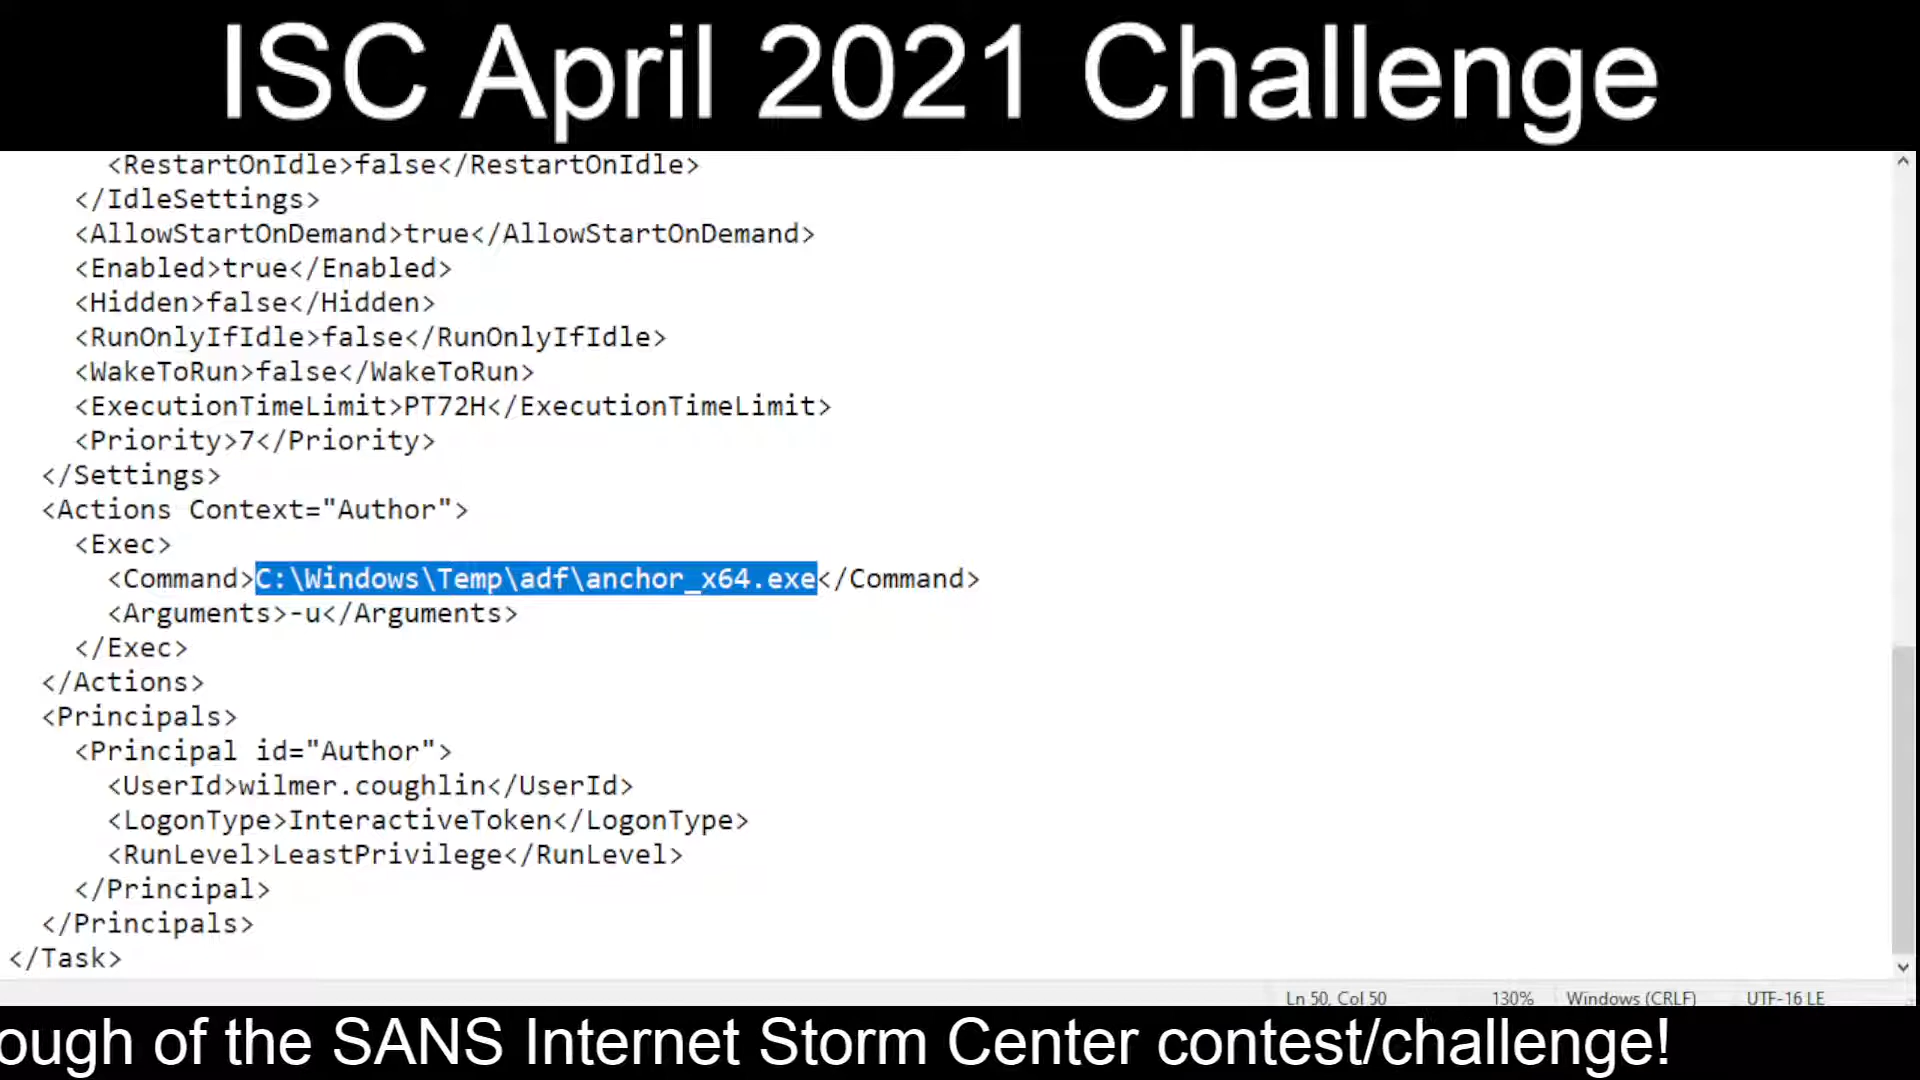 ISC April 2021 Challenge
<RestartOnIdle>false</RestartOnIdle>
</IdleSettings>
<AllowStartOnDemand>true</AllowStartOnDemand>
<Enabled>true</Enabled>
<Hidden>false</Hidden>
<RunOnlyIfIdle>false</RunOnlyIfIdle>
<WakeToRun>false</WakeToRun>
<ExecutionTimeLimit>PT72H</ExecutionTimeLimit>
<Priority>7</Priority>
</Settings>
<Actions Context="Author">
<Exec>
<Command>C:\Windows\Temp\adf\anchor_x64.exe</Command>
<Arguments>-u</Arguments>
</Exec>
</Actions>
<Principals>
<Principal id="Author">
<UserId>wilmer.coughlin</UserId>
<LogonType>InteractiveToken</LogonType>
<RunLevel>LeastPrivilege</RunLevel>
</Principal>
</Principals>
</Task>
Ln 50, Col 50 130% Windows (CRLF) UTF-16 LE
ough of the SANS Internet Storm Center contest/challenge!